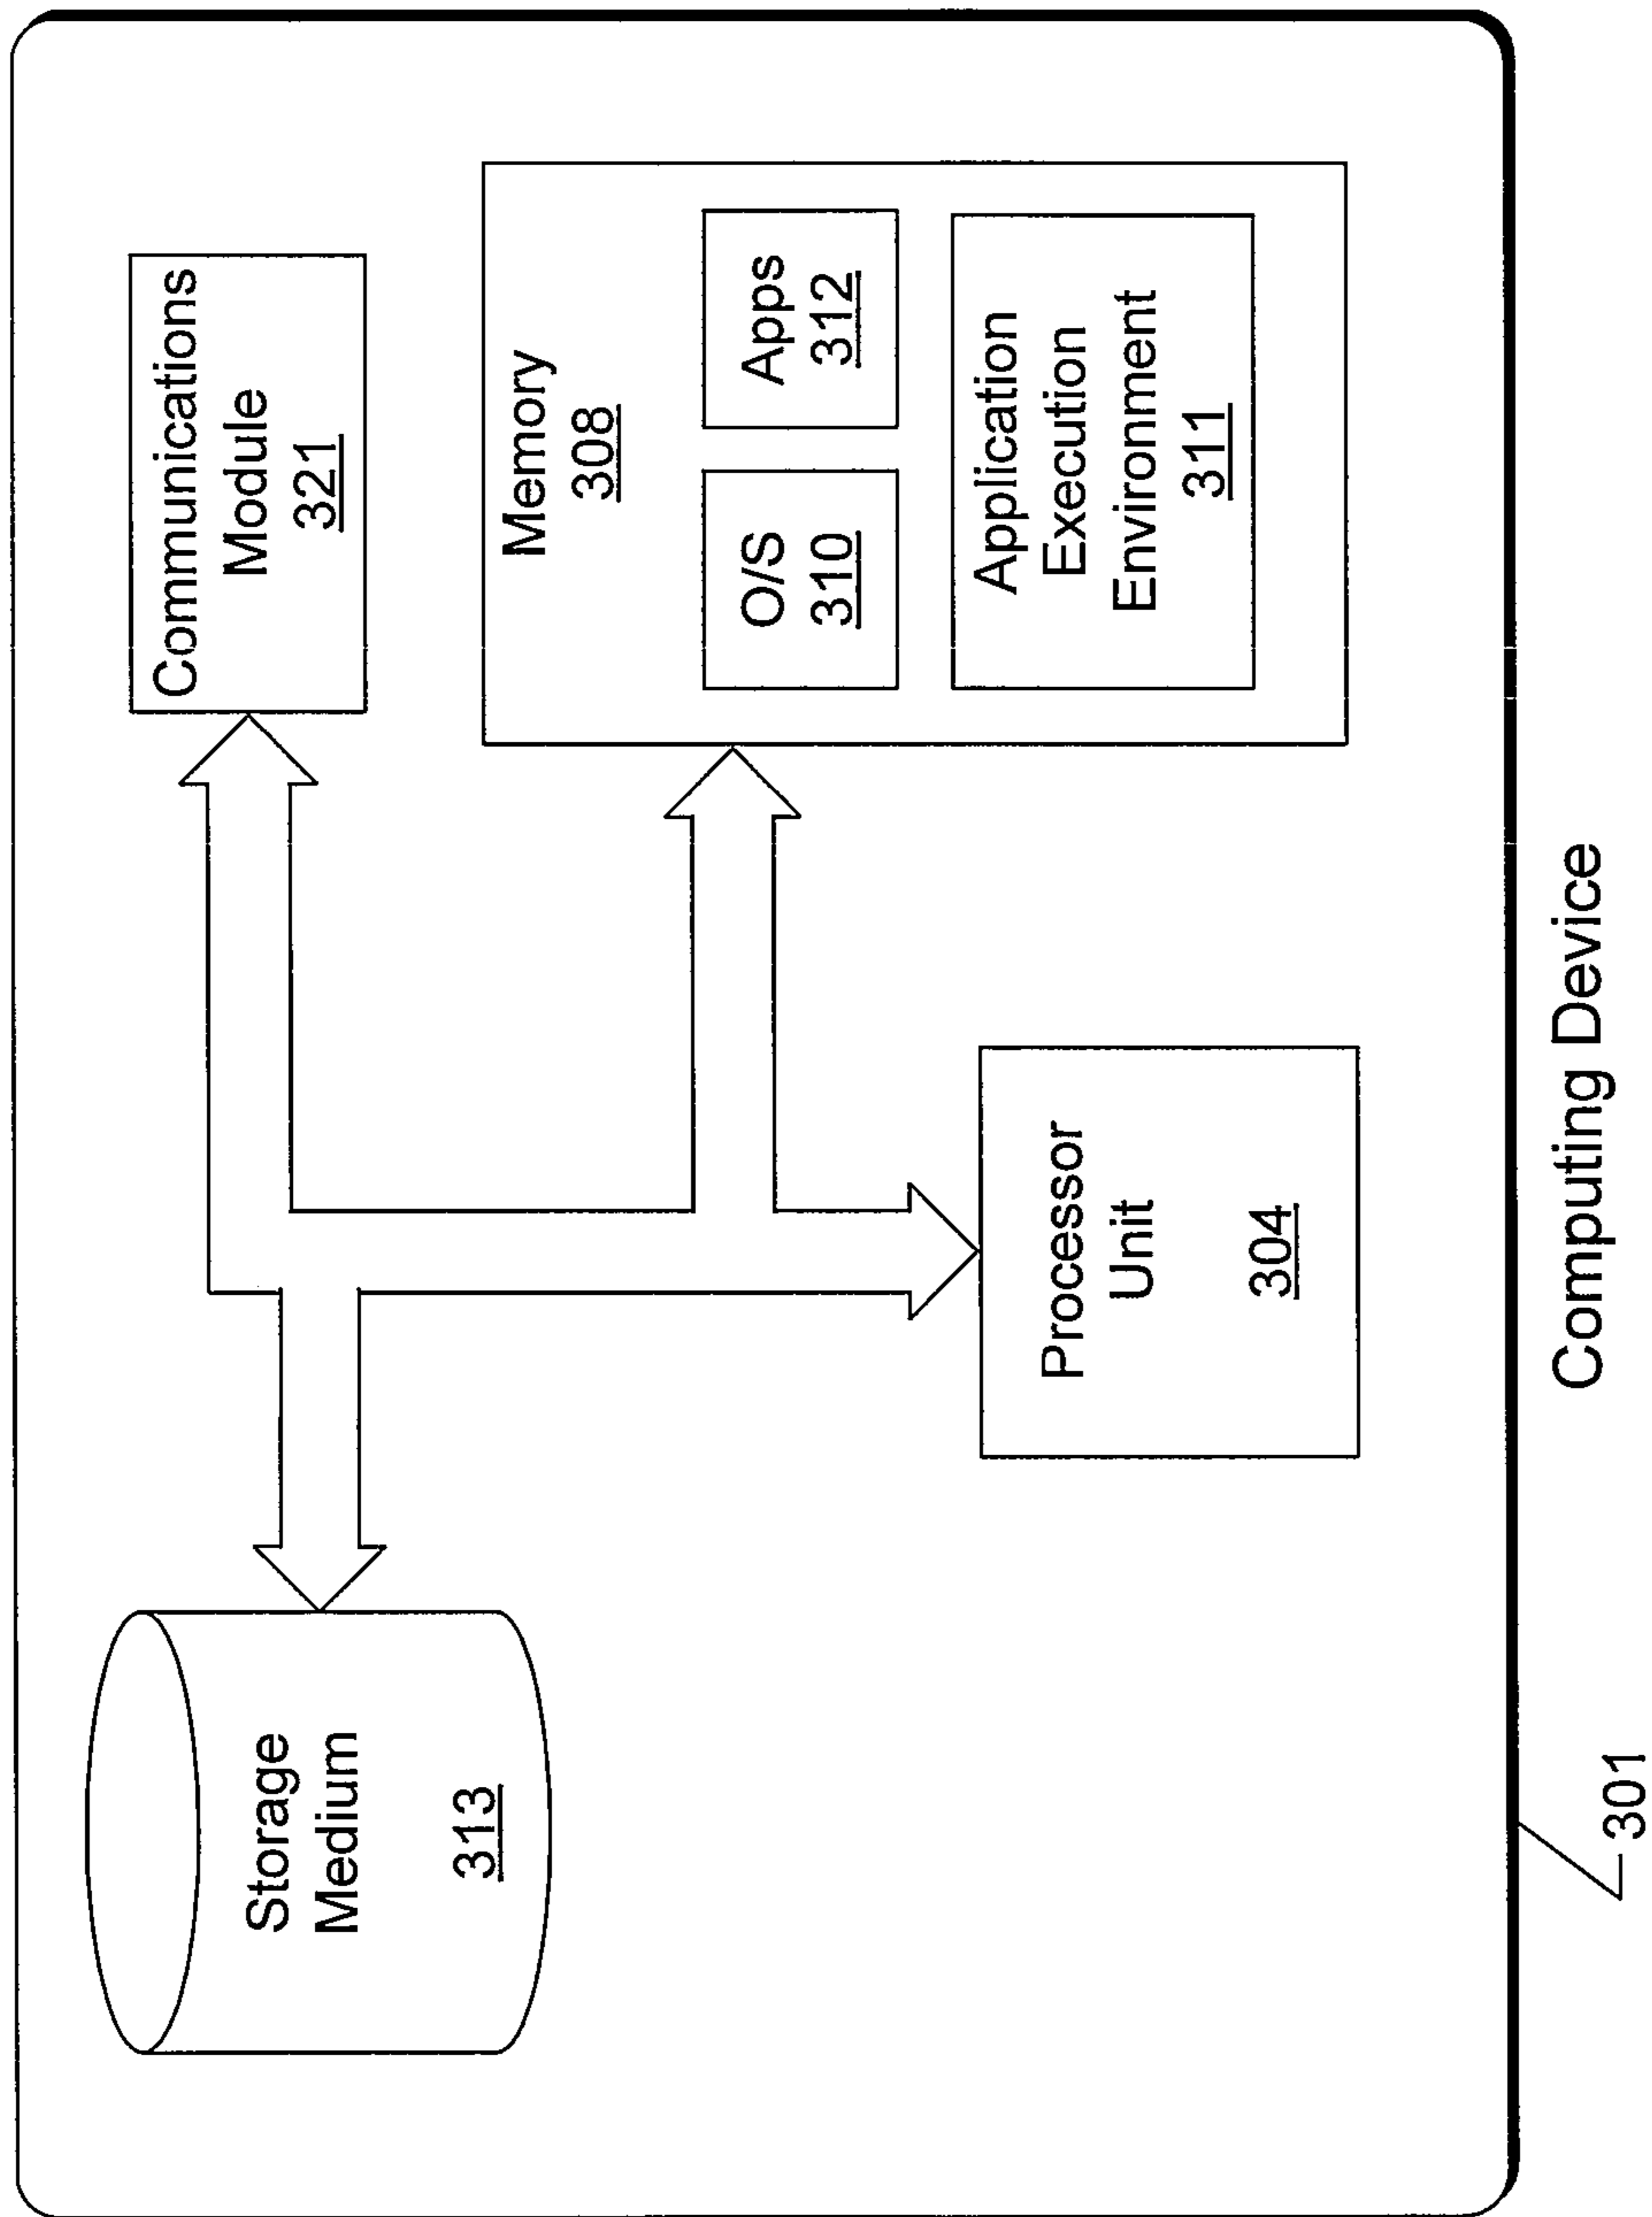 Storage
Medium
313
Communications
Module
321
Memory
308
O/S
310
Apps
312
Application
Execution
Environment
311
Processor
Unit
304
Computing Device
301